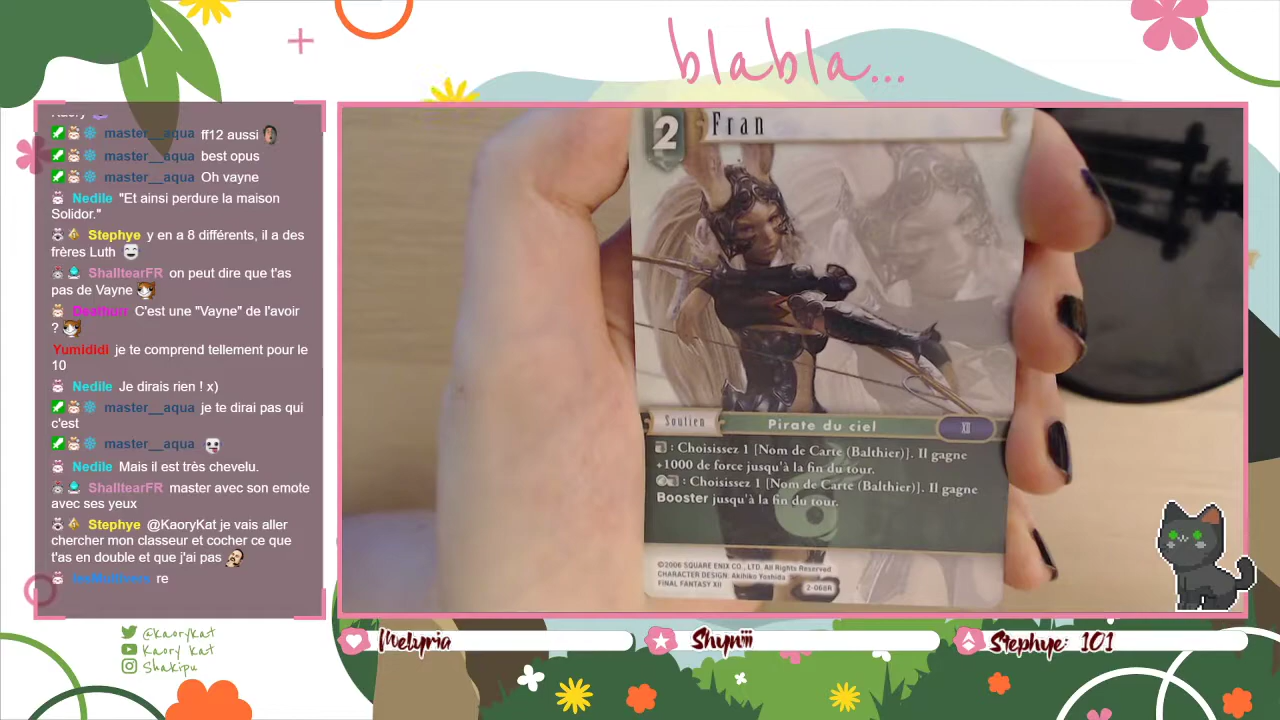 blabla...
master__aqua ff12 aussi
master__aqua best opus
master__aqua Oh vayne
Nedile "Et ainsi perdure la maison
Solidor."
Stephye y en a 8 différents, il a des
frères Luth
ShalltearFR on peut dire que t'as
pas de Vayne
C'est une "Vayne" de l'avoir
?
Yumididi je te comprend tellement pour le
10
Nedile Je dirais rien ! x)
master__aqua je te dirai pas qui
c'est
master__aqua
Nedile Mais il est très chevelu.
ShalltearFR master avec son emote
avec ses yeux
Stephye @KaoryKat je vais aller
chercher mon classeur et cocher ce que
t'as en double et que j'ai pas
re
2 Fran
Soutien Pirate du ciel XII
: Choisissez 1 [Nom de Carte (Balthier)]. Il gagne
+1000 de force jusqu'à la fin du tour.
: Choisissez 1 [Nom de Carte (Balthier)]. Il gagne
Booster jusqu'à la fin du tour.
©2006 SQUARE ENIX CO., LTD. All Rights Reserved
CHARACTER DESIGN: Akihiko Yoshida
FINAL FANTASY XII
2-068R
@kaorykat
Kaory kat
Shakipu
Melyria
Shyniii
Stephye: 101